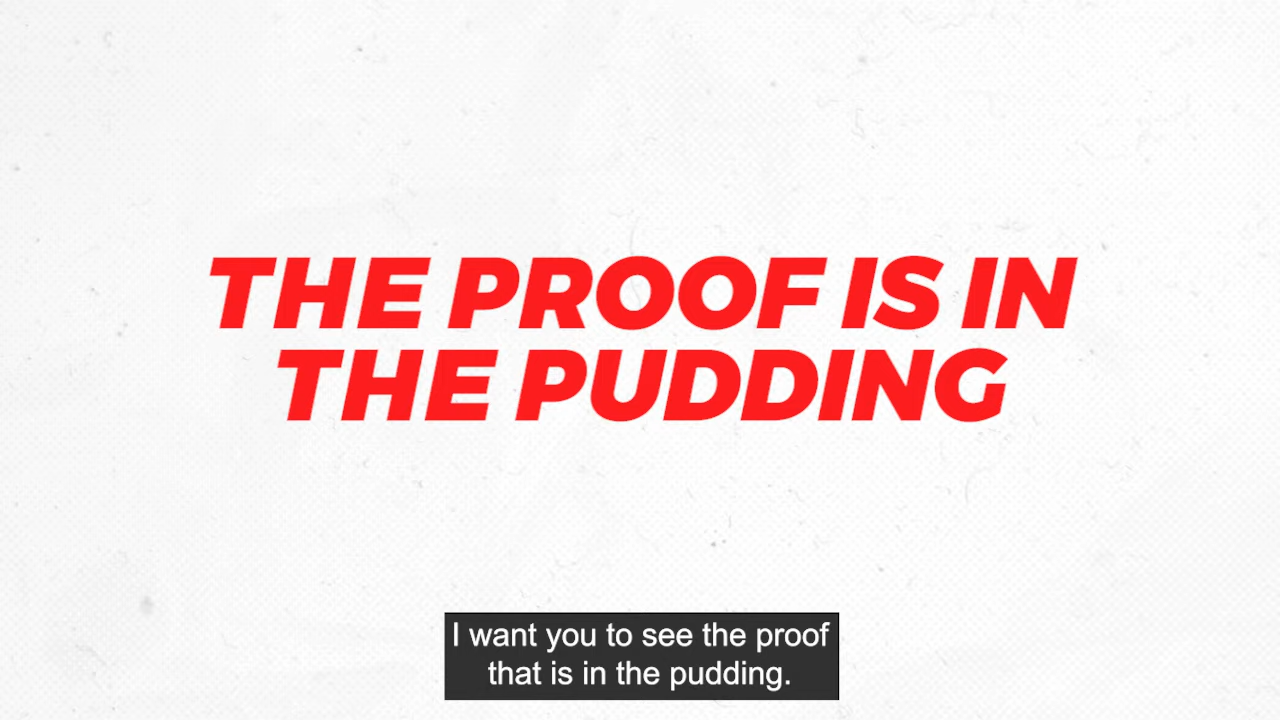 THE PROOF IS IN
THE PUDDING
I want you to see the proof
that is in the pudding.